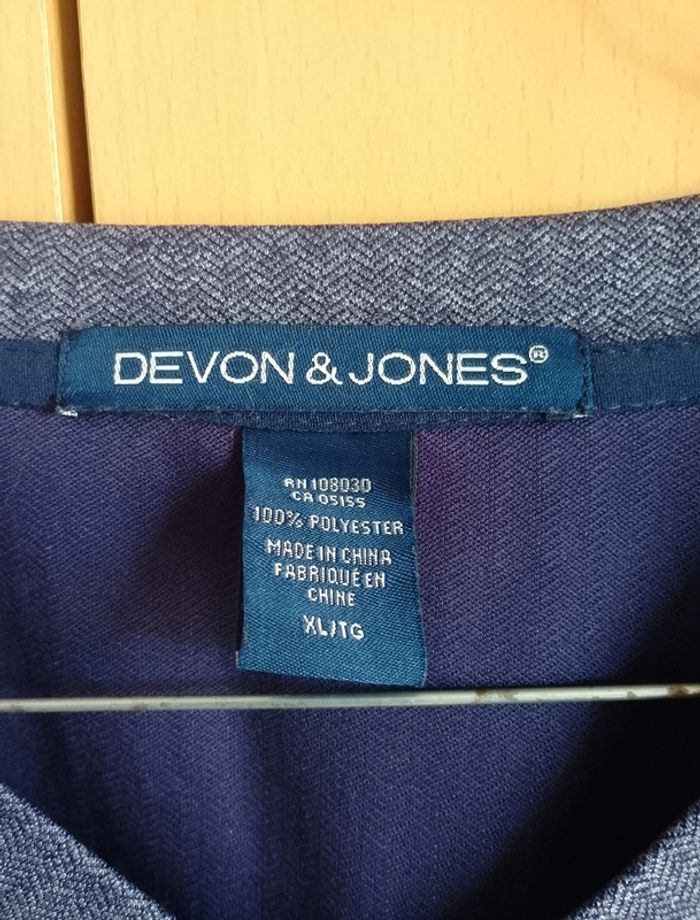 DEVON & JONES®
RN 108030
CA 05155
100% POLYESTER
MADE IN CHINA
FABRIQUÉ EN
CHINE
XL/TG